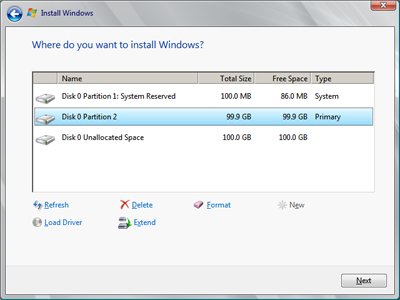 Install Windows
Where do you want to install Windows?
Name Total Size Free Space Type
Disk 0 Partition 1: System Reserved 100.0 MB 86.0 MB System
Disk 0 Partition 2 99.9 GB 99.9 GB Primary
Disk 0 Unallocated Space 100.0 GB 100.0 GB
Refresh Delete Format New
Load Driver Extend
Next